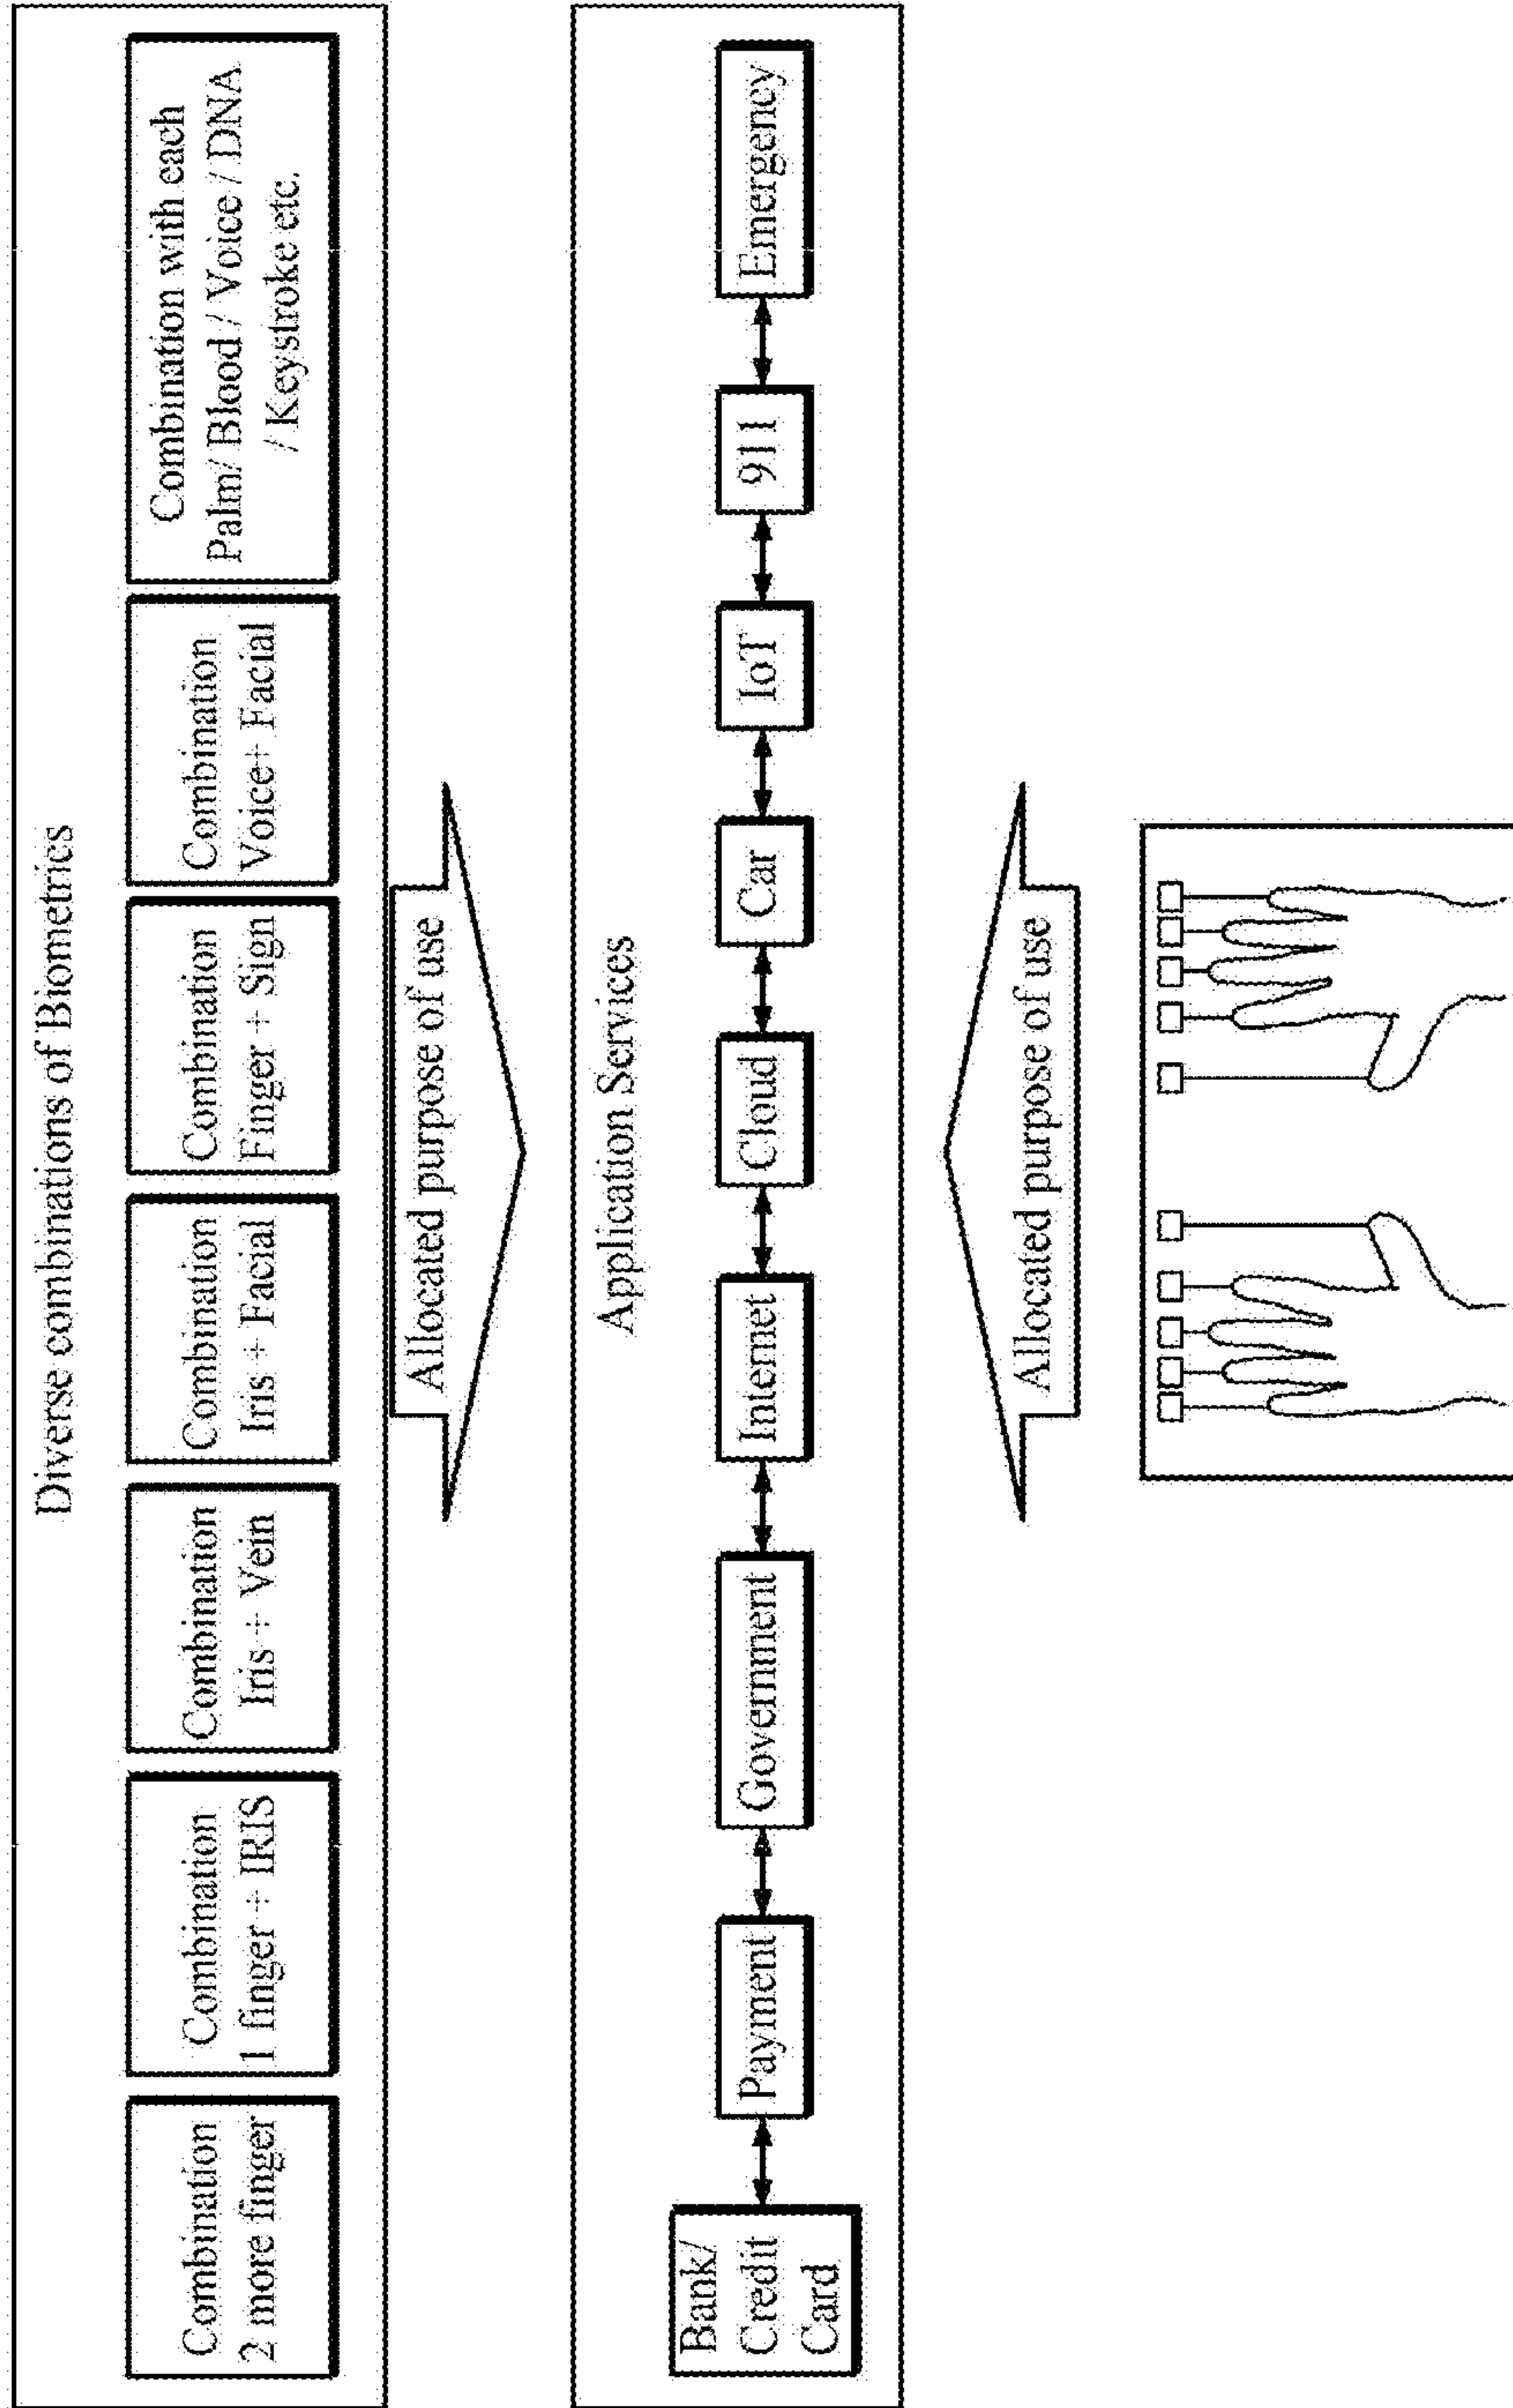 Diverse combinations of Biometrics
Combination
2 more finger
Combination
1 finger + IRIS
Combination
Iris + Vein
Combination
Iris + Facial
Combination
Finger + Sign
Combination
Voice+ Facial
Combination with each
Palm/ Blood / Voice / DNA
/ Keystroke etc.
Allocated purpose of use
Application Services
Bank/
Credit
Card
Payment
Government
Internet
Cloud
Car
IoT
911
Emergency
Allocated purpose of use